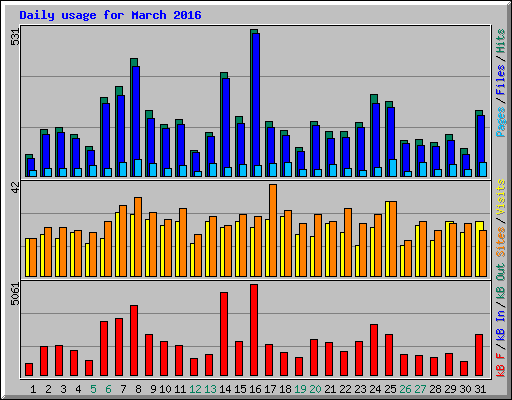 Daily usage for March 2016
531
Pages / Files / Hits
42
Sites / Visits
5061
kB F / kB In / kB Out
1 2 3 4 5 6 7 8 9 10 11 12 13 14 15 16 17 18 19 20 21 22 23 24 25 26 27 28 29 30 31